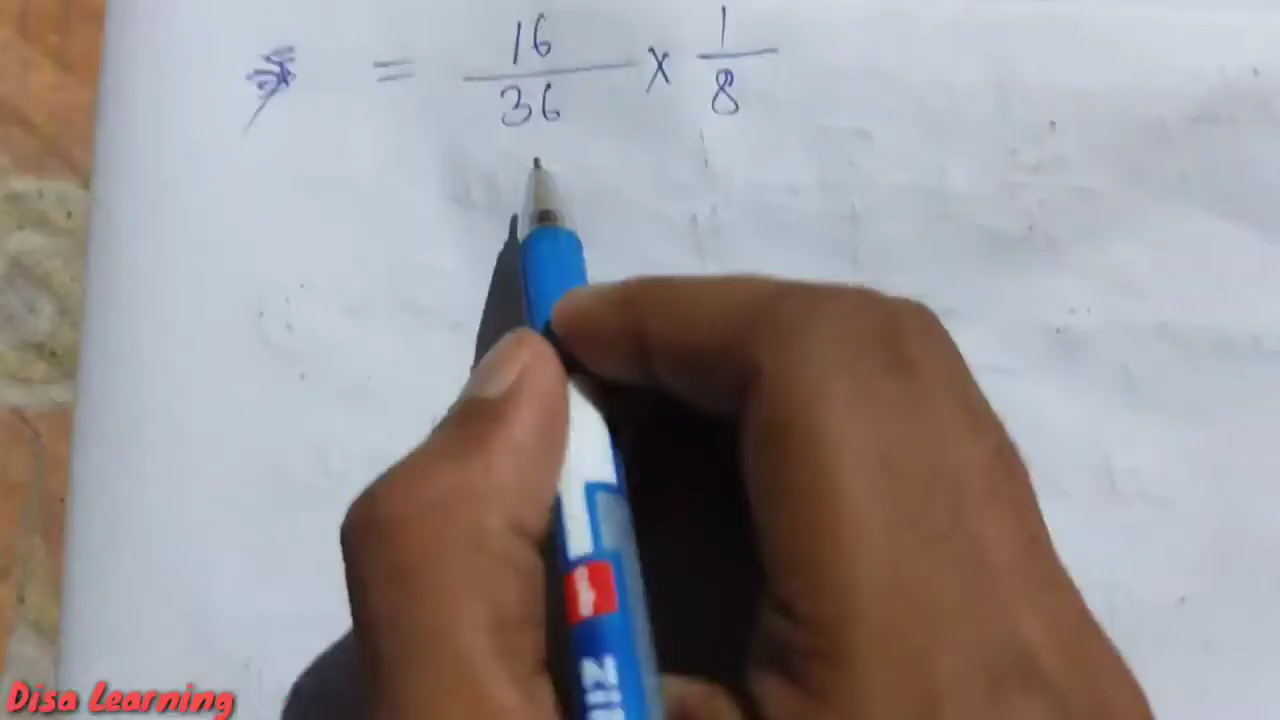 = 16/36 × 1/8
Disa Learning